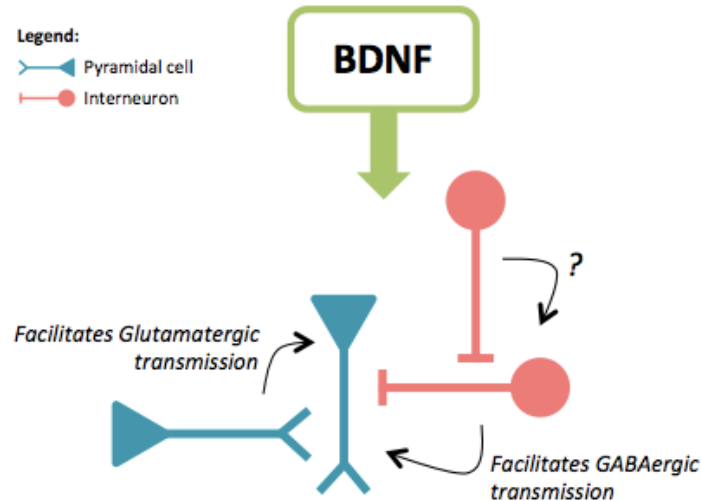 Legend:
Pyramidal cell
Interneuron
BDNF
?
Facilitates Glutamatergic
transmission
Facilitates GABAergic
transmission